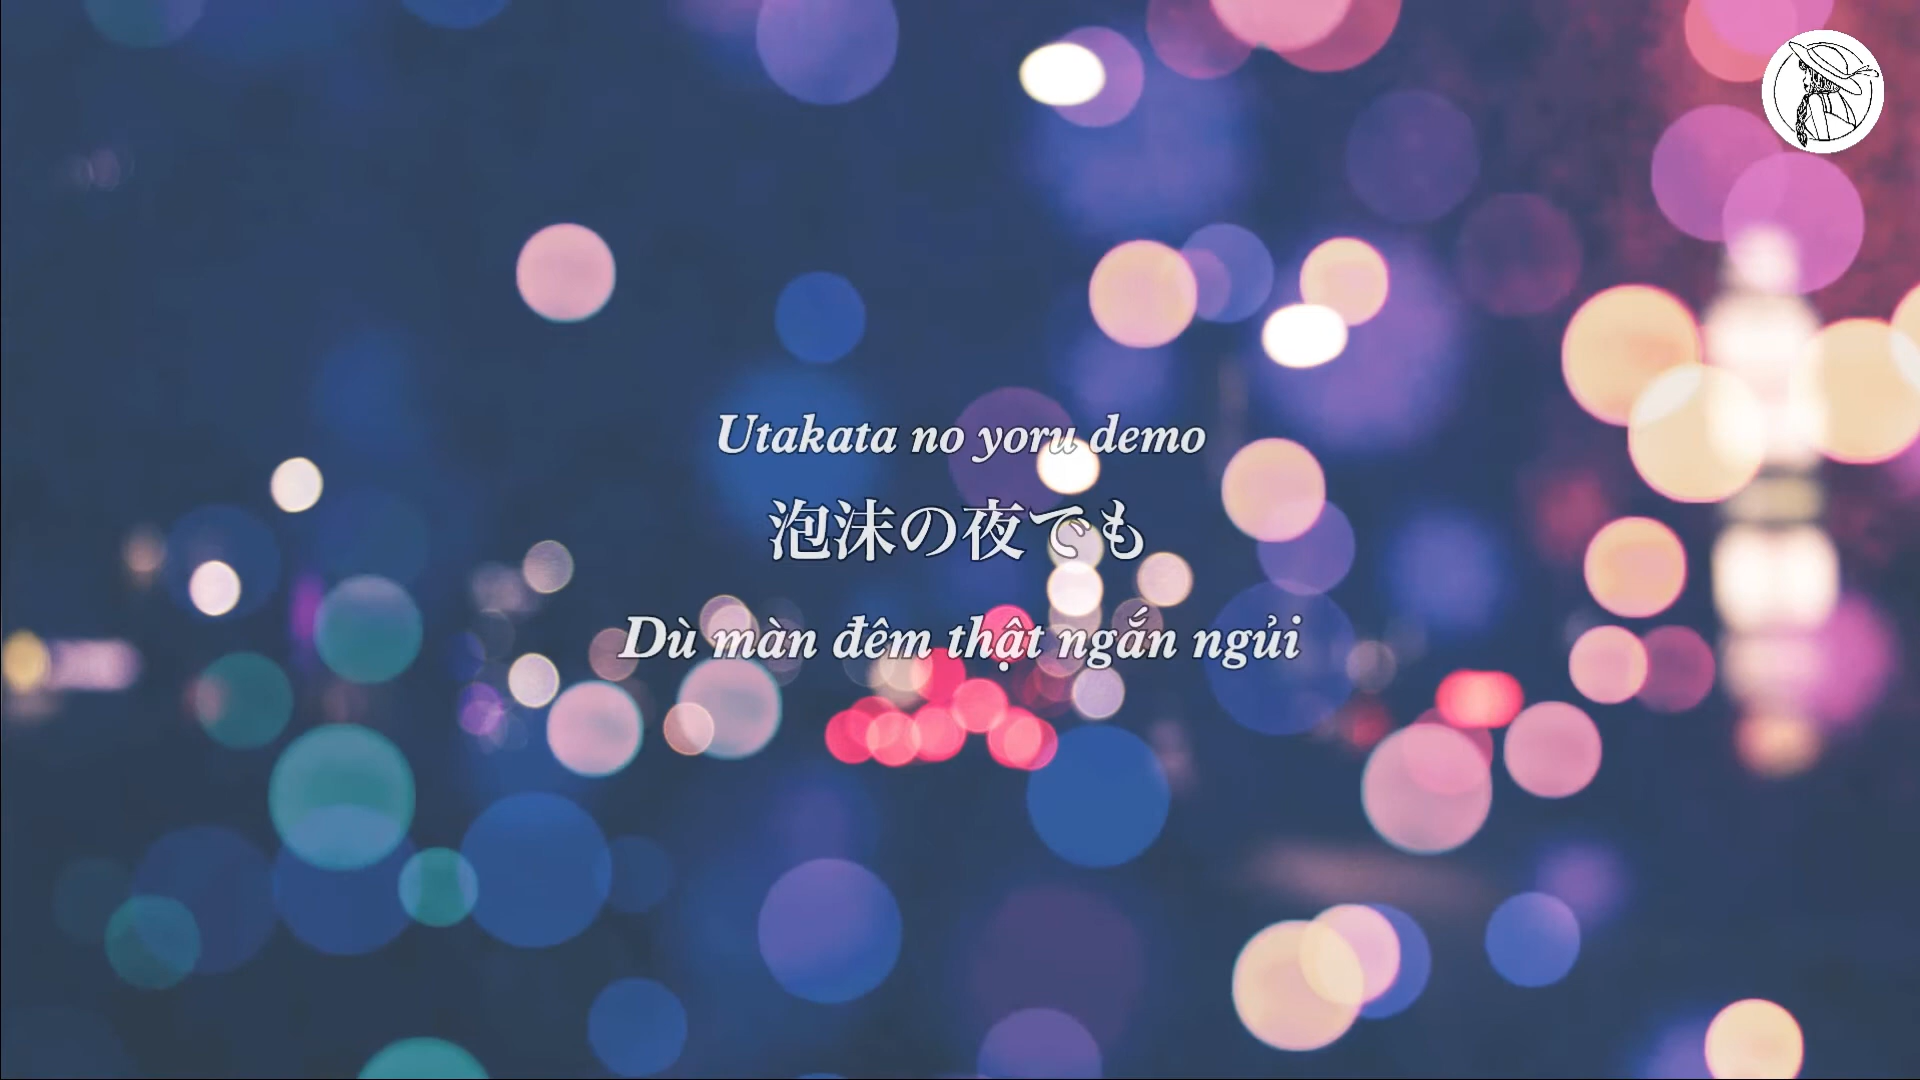 Utakata no yoru demo
泡沫の夜でも
Dù màn đêm thật ngắn ngủi